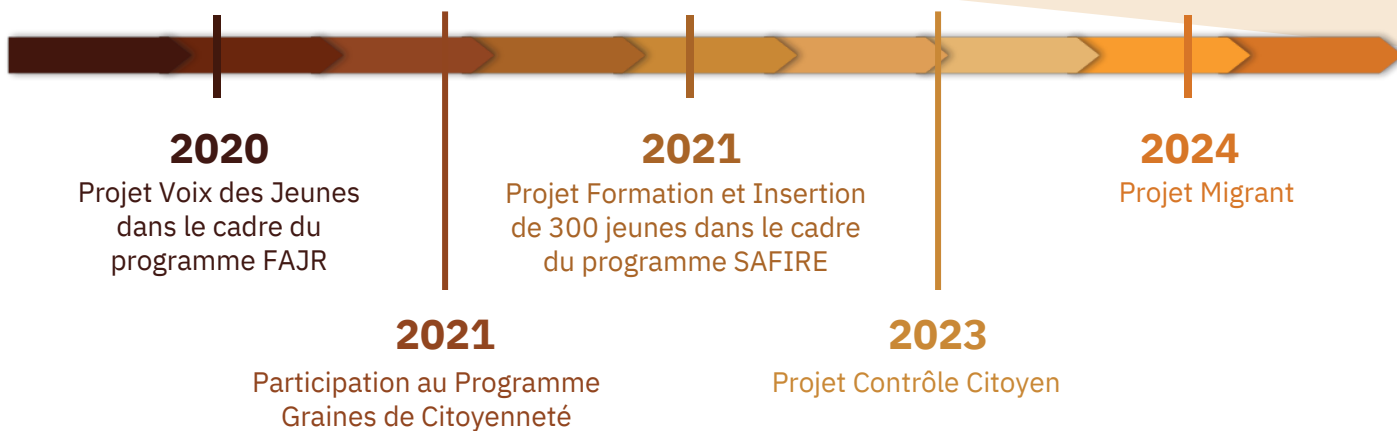 2020
Projet Voix des Jeunes
dans le cadre du
programme FAJR
2021
Participation au Programme
Graines de Citoyenneté
2021
Projet Formation et Insertion
de 300 jeunes dans le cadre
du programme SAFIRE
2023
Projet Contrôle Citoyen
2024
Projet Migrant